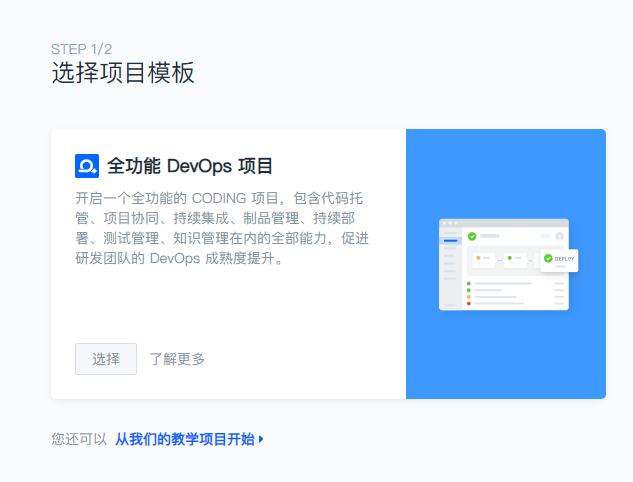 STEP 1/2
选择项目模板
全功能 DevOps 项目
开启一个全功能的 CODING 项目，包含代码托
管、项目协同、持续集成、制品管理、持续部
署、测试管理、知识管理在内的全部能力，促进
研发团队的 DevOps 成熟度提升。
DEPLOY
选择 了解更多
您还可以 从我们的教学项目开始